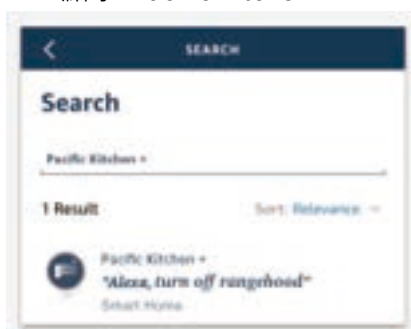 SEARCH
Search
Pacific Kitchen +
1 Result
Sort: Relevance
Pacific Kitchen +
"Alexa, turn off rangehood"
Smart Home